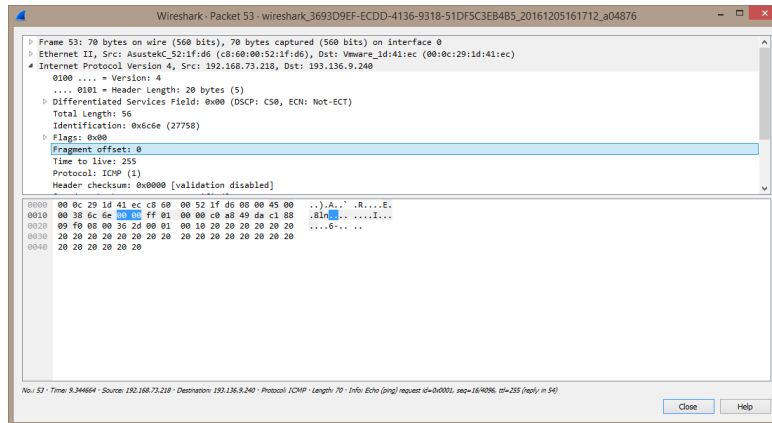 Wireshark · Packet 53 · wireshark_3693D9EF-ECDD-4136-9318-51DF5C3EB4B5_20161205161712_a04876
Frame 53: 70 bytes on wire (560 bits), 70 bytes captured (560 bits) on interface 0
Ethernet II, Src: AsustekC_52:1f:d6 (c8:60:00:52:1f:d6), Dst: Vmware_1d:41:ec (00:0c:29:1d:41:ec)
Internet Protocol Version 4, Src: 192.168.73.218, Dst: 193.136.9.240
0100 .... = Version: 4
.... 0101 = Header Length: 20 bytes (5)
Differentiated Services Field: 0x00 (DSCP: CS0, ECN: Not-ECT)
Total Length: 56
Identification: 0x6c6e (27758)
Flags: 0x00
Fragment offset: 0
Time to live: 255
Protocol: ICMP (1)
Header checksum: 0x0000 [validation disabled]
0000 00 0c 29 1d 41 ec c8 60 00 52 1f d6 08 00 45 00 ..).A..` .R....E.
0010 00 38 6c 6e 00 00 ff 01 00 00 c0 a8 49 da c1 88 .8ln.... ....I...
0020 09 f0 08 00 36 2d 00 01 00 10 20 20 20 20 20 20 ....6-.. ..
0030 20 20 20 20 20 20 20 20 20 20 20 20 20 20 20 20
0040 20 20 20 20 20 20
No.: 53 · Time: 9.344664 · Source: 192.168.73.218 · Destination: 193.136.9.240 · Protocol: ICMP · Length: 70 · Info: Echo (ping) request id=0x0001, seq=16/4096, ttl=255 (reply in 54)
Close Help